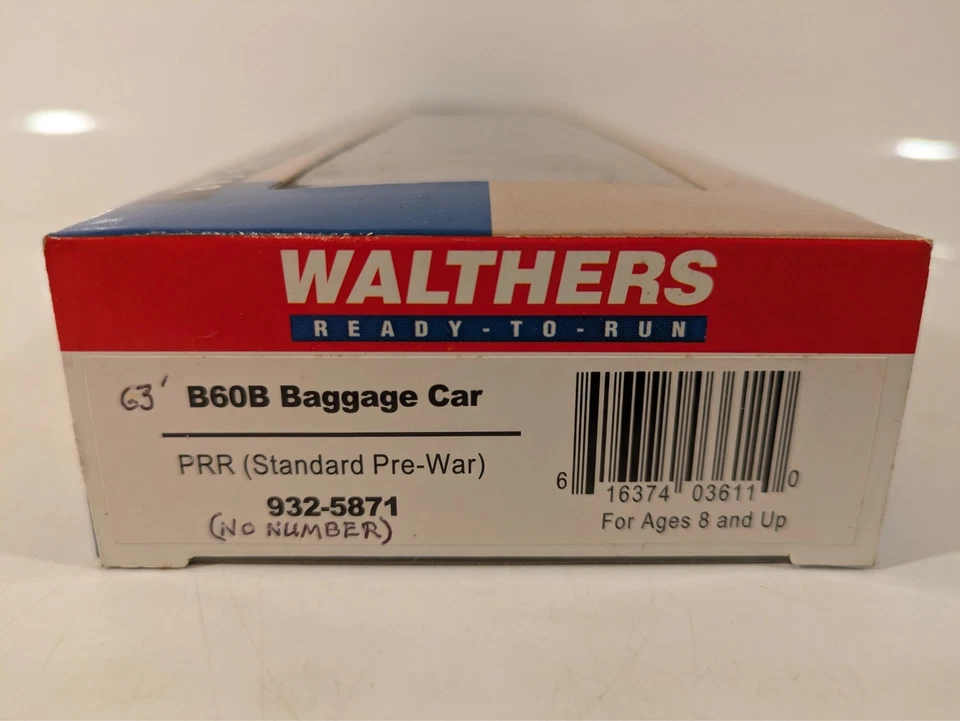 WALTHERS
READY-TO-RUN
63' B60B Baggage Car
PRR (Standard Pre-War)
932-5871
(NO NUMBER)
6 16374 03611 0
For Ages 8 and Up